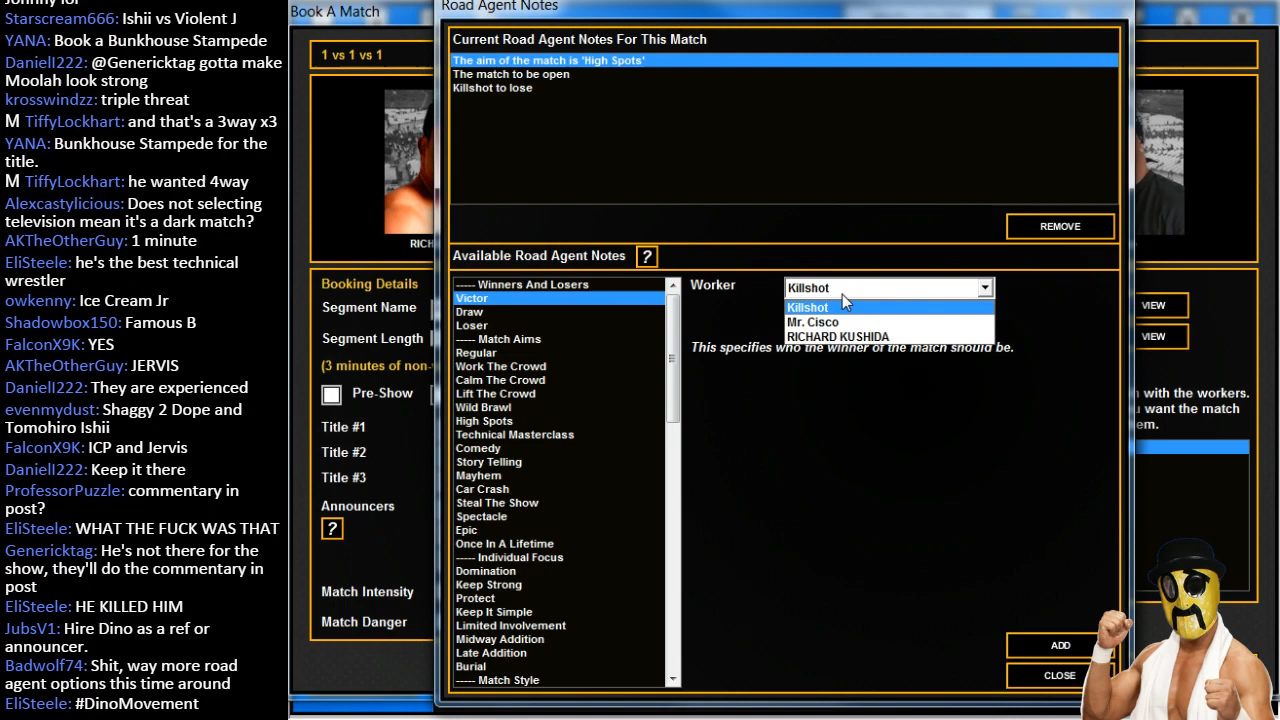 Johnny lol
Starscream666: Ishii vs Violent J
YANA: Book a Bunkhouse Stampede
DanielI222: @Generickttag gotta make
Moolah look strong
krosswindzz: triple threat
M TiffyLockhart: and that's a 3way x3
YANA: Bunkhouse Stampede for the
title.
M TiffyLockhart: he wanted 4way
Alexcastylicious: Does not selecting
television mean it's a dark match?
AKTheOtherGuy: 1 minute
EliSteele: he's the best technical
wrestler
owkenny: Ice Cream Jr
Shadowbox150: Famous B
FalconX9K: YES
AKTheOtherGuy: JERVIS
DanielI222: They are experienced
evenmydust: Shaggy 2 Dope and
Tomohiro Ishii
FalconX9K: ICP and Jervis
DanielI222: Keep it there
ProfessorPuzzle: commentary in
post?
EliSteele: WHAT THE FUCK WAS THAT
Generickttag: He's not there for the
show, they'll do the commentary in
post
EliSteele: HE KILLED HIM
JubsV1: Hire Dino as a ref or
announcer.
Badwolf74: Shit, way more road
agent options this time around
EliSteele: #DinoMovement
Book A Match
1 vs 1 vs 1
RICH
Booking Details
Segment Name
Segment Length
(3 minutes of non-
Pre-Show
Title #1
Title #2
Title #3
Announcers
?
Match Intensity
Match Danger
Road Agent Notes
Current Road Agent Notes For This Match
The aim of the match is 'High Spots'
The match to be open
Killshot to lose
REMOVE
Available Road Agent Notes ?
----- Winners And Losers
Victor
Draw
Loser
----- Match Aims
Regular
Work The Crowd
Calm The Crowd
Lift The Crowd
Wild Brawl
High Spots
Technical Masterclass
Comedy
Story Telling
Mayhem
Car Crash
Steal The Show
Spectacle
Epic
Once In A Lifetime
----- Individual Focus
Domination
Keep Strong
Protect
Keep It Simple
Limited Involvement
Midway Addition
Late Addition
Burial
----- Match Style
Worker
Killshot
Killshot
Mr. Cisco
RICHARD KUSHIDA
This specifies who the winner of the match should be.
ADD
CLOSE
VIEW
VIEW
with the workers.
u want the match
em.